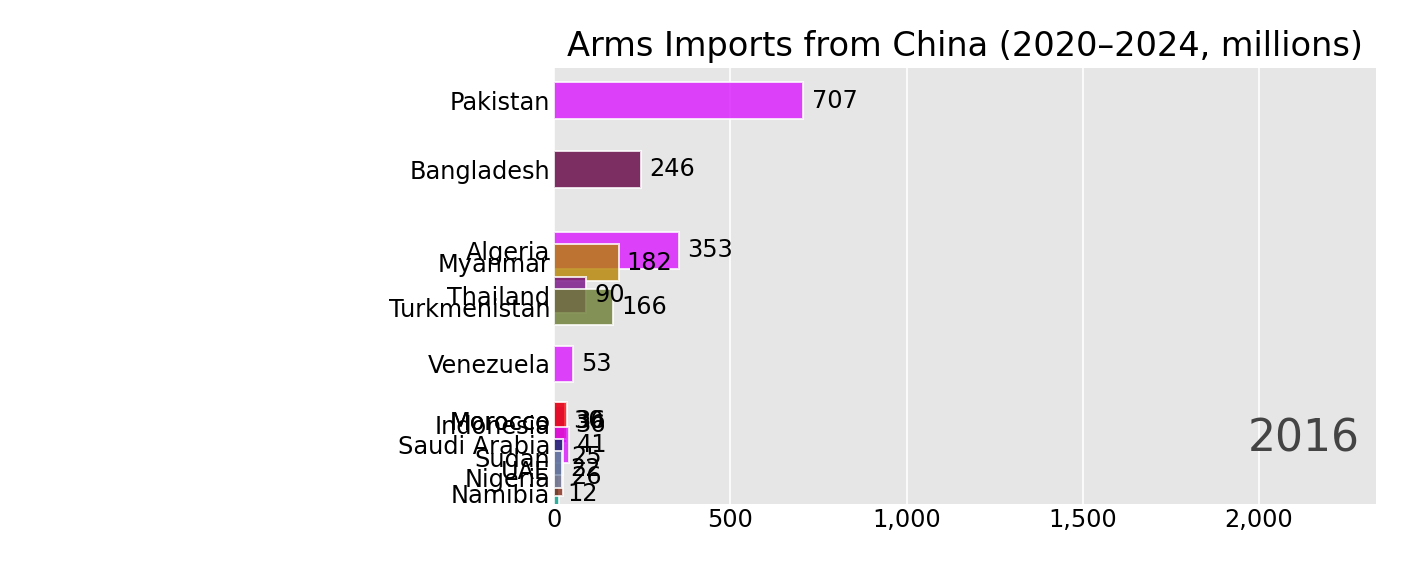 Arms Imports from China (2020–2024, millions)
Pakistan 707
Bangladesh 246
Algeria 353
Myanmar 182
Thailand 90
Turkmenistan 166
Venezuela 53
Morocco
Indonesia 36
2016
Saudi Arabia 41
Sudan 25
UAE
Nigeria 26
Namibia 12
0 500 1,000 1,500 2,000